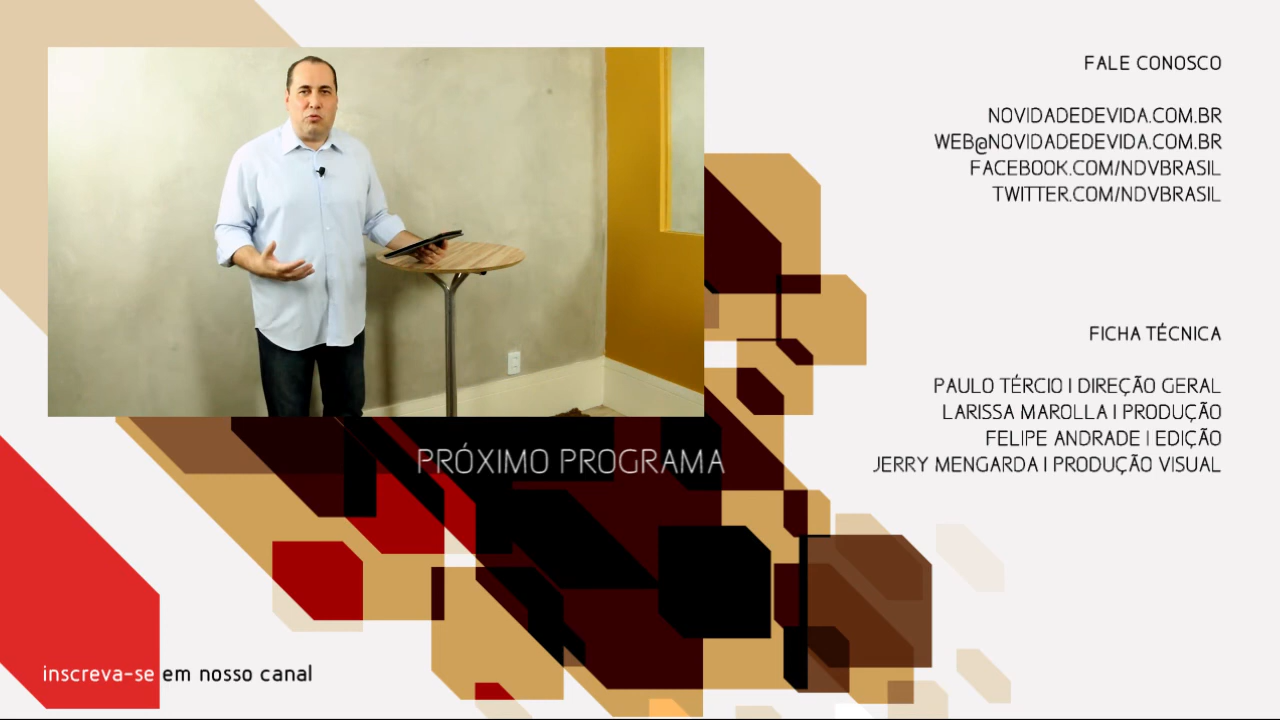 FALE CONOSCO
NOVIDADEDEVIDA.COM.BR
WEB@NOVIDADEDEVIDA.COM.BR
FACEBOOK.COM/NDVBRASIL
TWITTER.COM/NDVBRASIL
FICHA TÉCNICA
PAULO TÉRCIO | DIREÇÃO GERAL
LARISSA MAROLLA | PRODUÇÃO
FELIPE ANDRADE | EDIÇÃO
JERRY MENGARDA | PRODUÇÃO VISUAL
PRÓXIMO PROGRAMA
inscreva-se em nosso canal